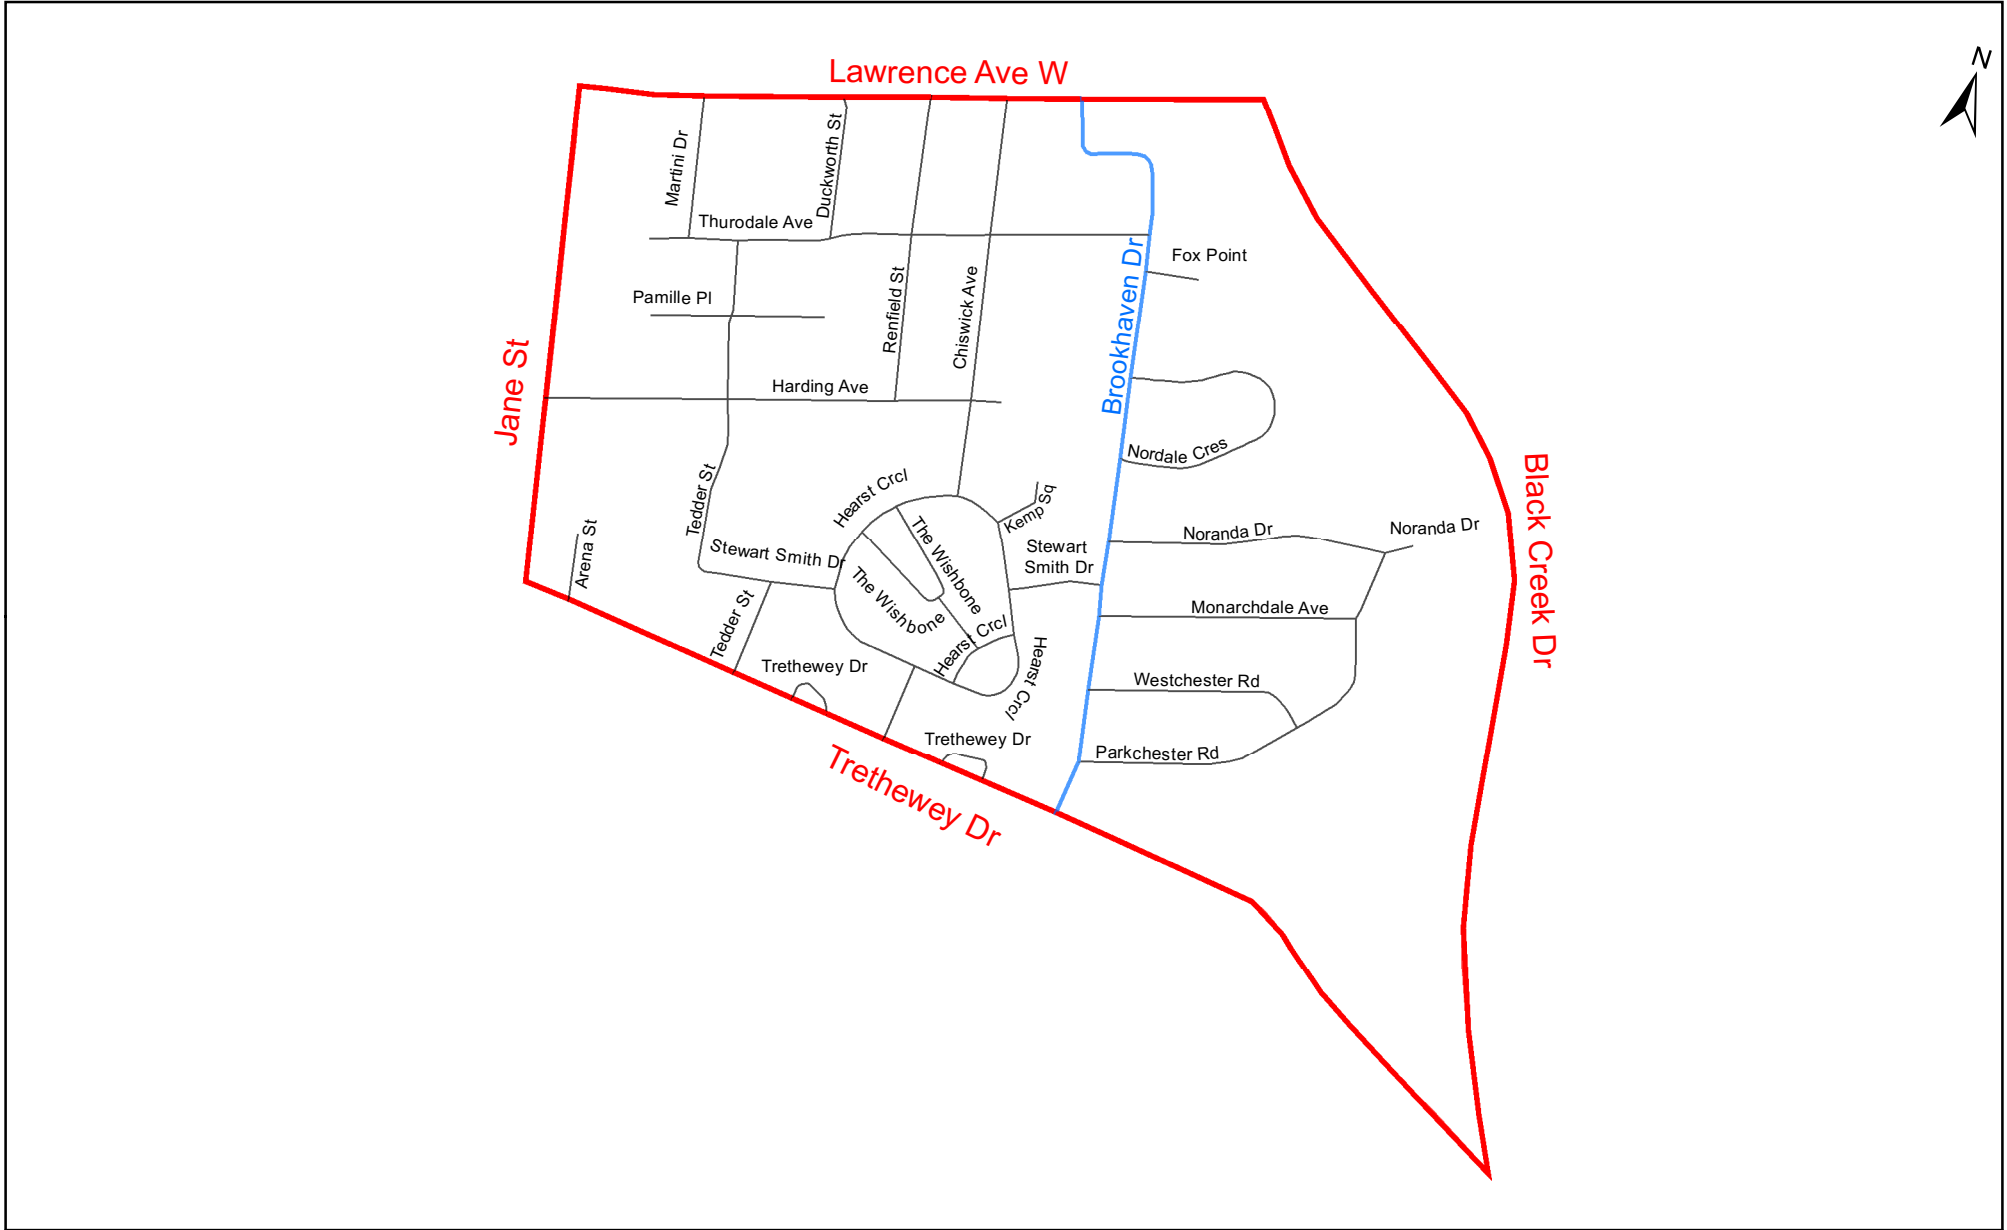 Lawrence Ave W
N
Martini Dr
Duckworth St
Thurodale Ave
Fox Point
Pamille Pl
Renfield St
Chiswick Ave
Brookhaven Dr
Jane St
Harding Ave
Nordale Cres
Tedder St
Hearst Crcl
Kemp Sq
Black Creek Dr
Arena St
Stewart Smith Dr
The Wishbone
The Wishbone
Stewart
Smith Dr
Noranda Dr
Noranda Dr
Monarchdale Ave
Tedder St
Hearst Crcl
Hearst Crcl
Trethewey Dr
Westchester Rd
Trethewey Dr
Parkchester Rd
Trethewey Dr